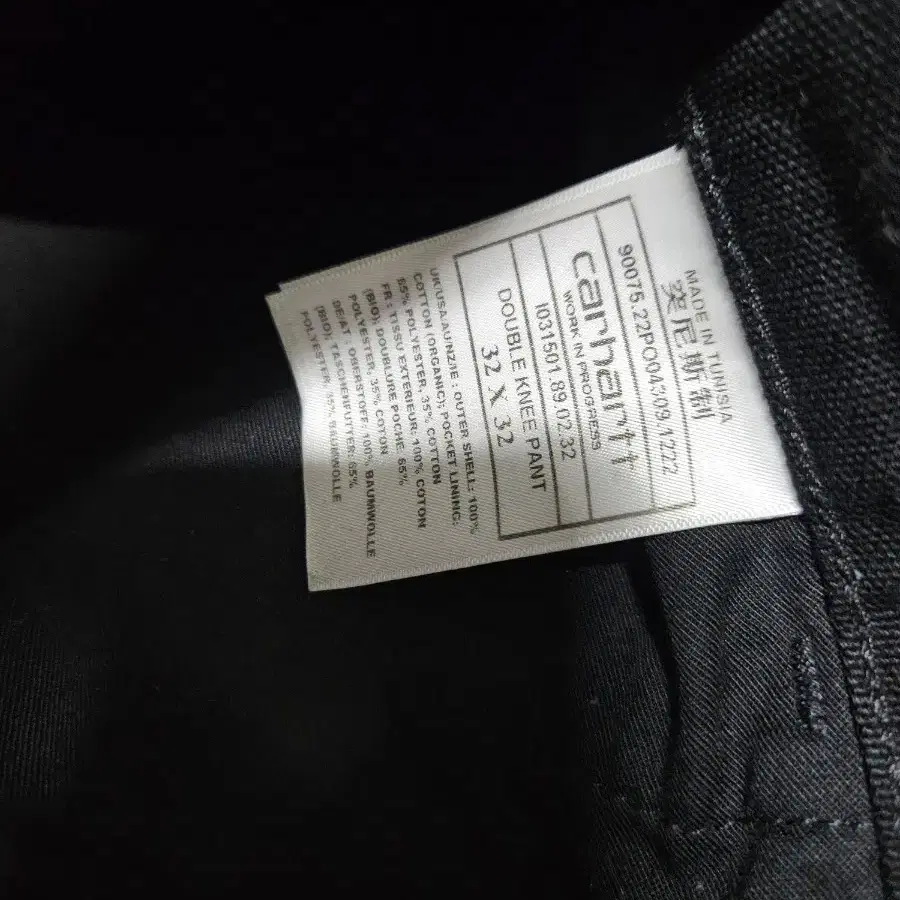 MADE IN TUNISIA
突尼斯制
90075.22PO04309.1222
carhartt
WORK IN PROGRESS
I031501.89.02.32
DOUBLE KNEE PANT
32 X 32
UK/USA/AU/NZ/IE : OUTER SHELL: 100%
COTTON (ORGANIC); POCKET LINING:
65% POLYESTER, 35% COTTON
FR : TISSU EXTERIEUR: 100% COTON
(BIO); DOUBLURE POCHE: 65%
POLYESTER, 35% COTON
DE/AT : OBERSTOFF: 100% BAUMWOLLE
(BIO); TASCHENFUTTER: 65%
POLYESTER, 35% BAUMWOLLE